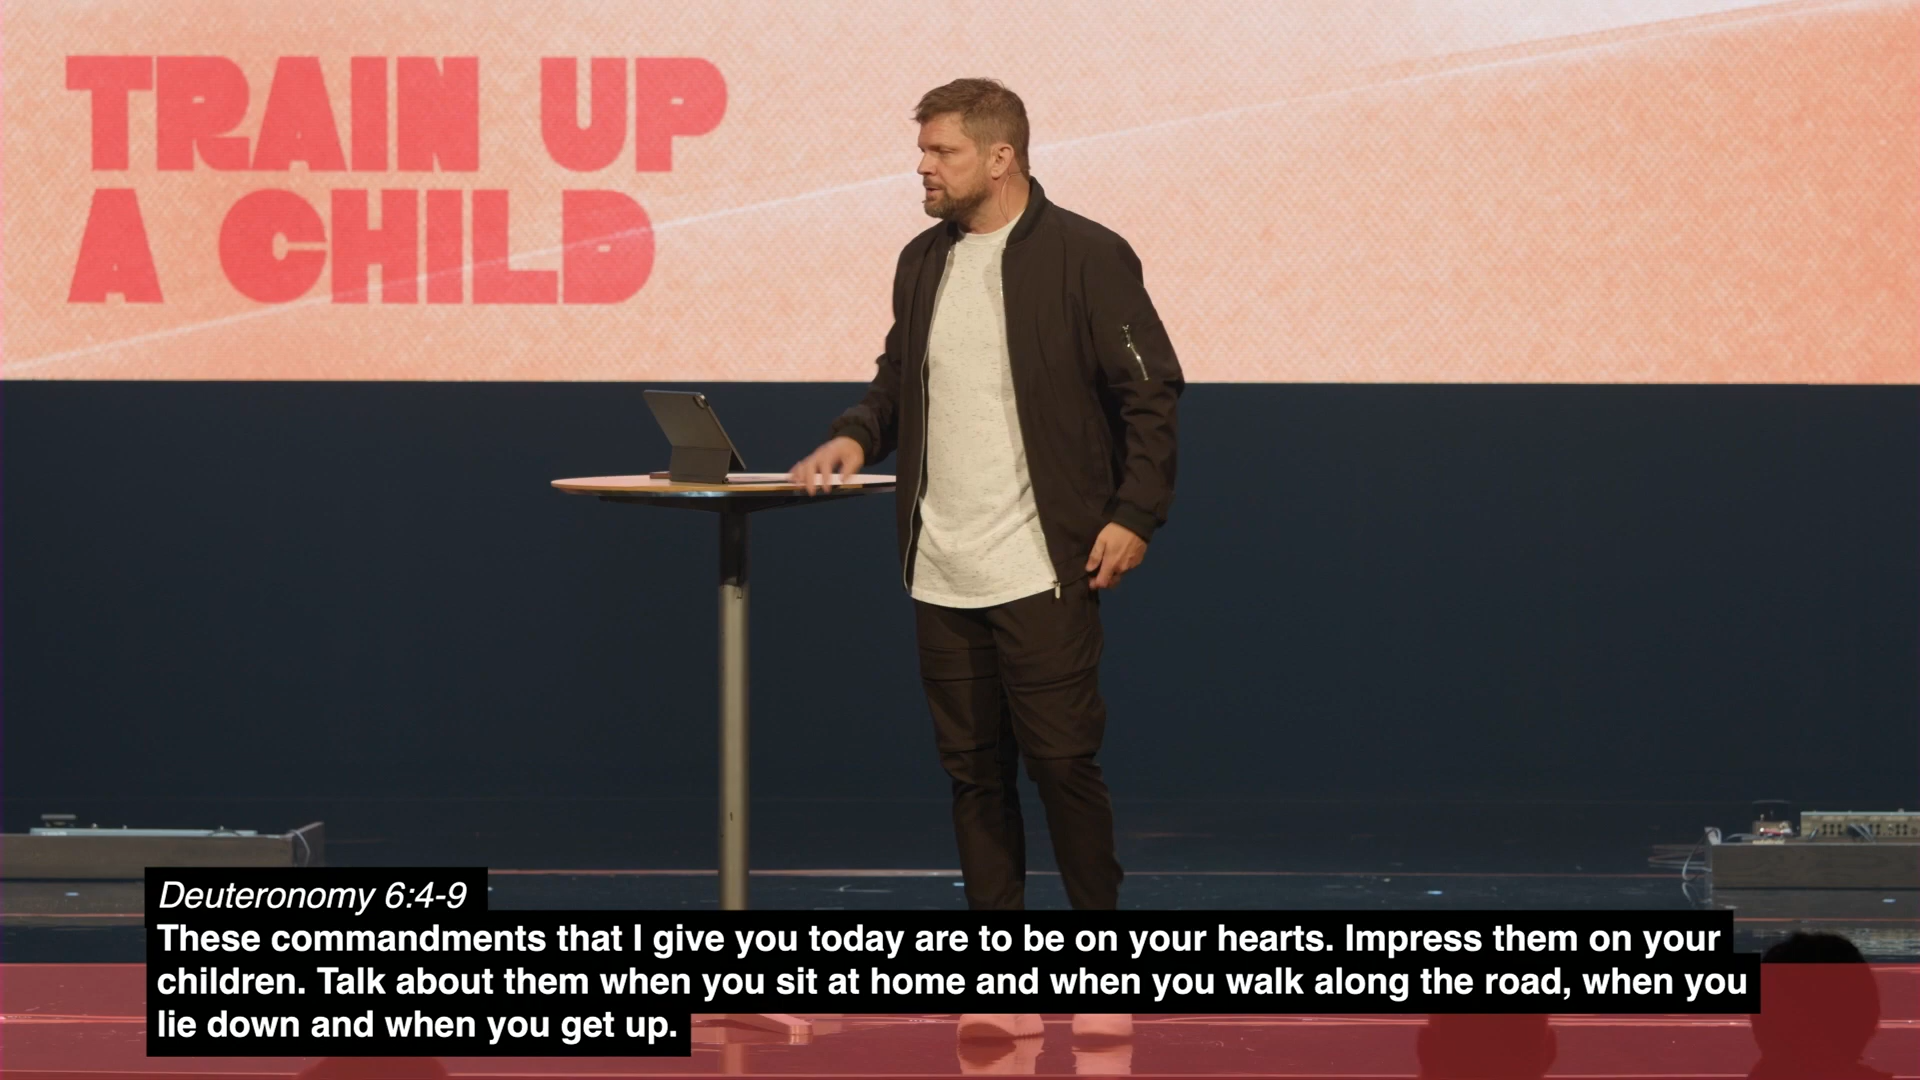 TRAIN UP
A CHILD
Deuteronomy 6:4-9
These commandments that I give you today are to be on your hearts. Impress them on your
children. Talk about them when you sit at home and when you walk along the road, when you
lie down and when you get up.